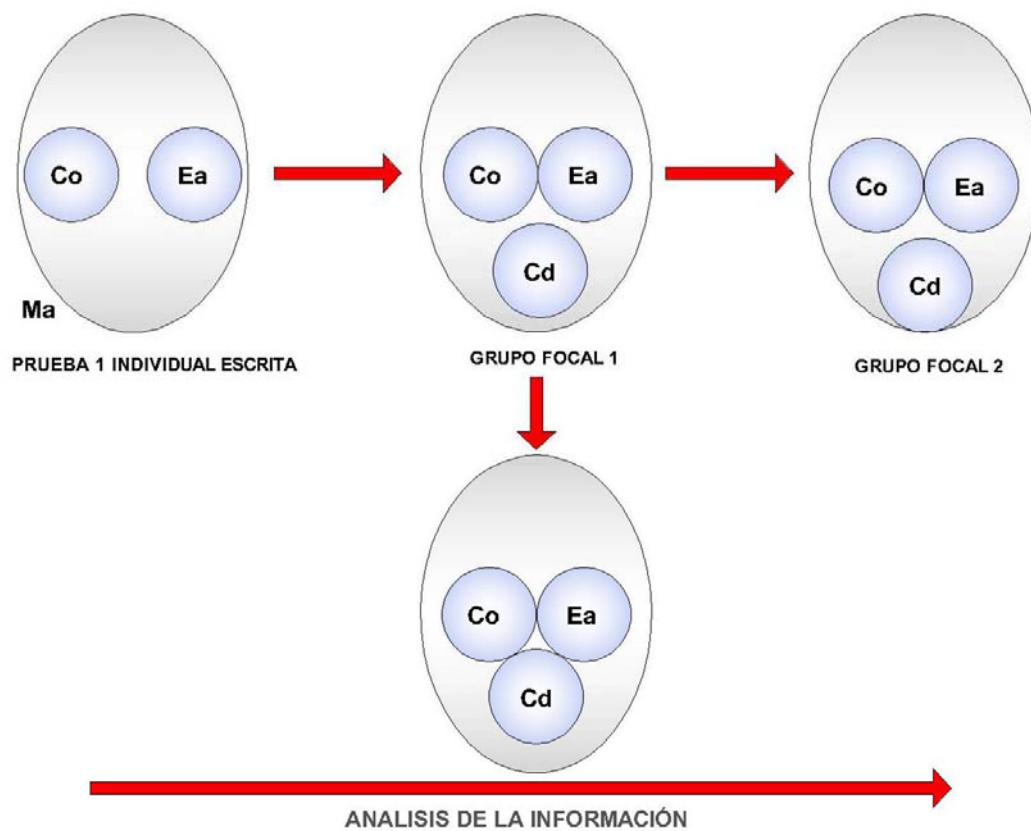 Co
Ea
Co
Ea
Co
Ea
Cd
Cd
Ma
PRUEBA 1 INDIVIDUAL ESCRITA
GRUPO FOCAL 1
GRUPO FOCAL 2
Co
Ea
Cd
ANALISIS DE LA INFORMACIÓN